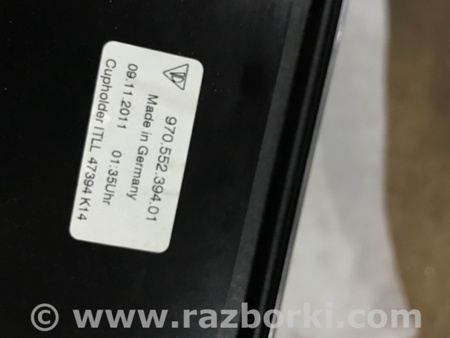 970.552.394.01
Made in Germany
09.11.2011 01:35Uhr
Cupholder ITLL 47394 K14
© www.razborki.com